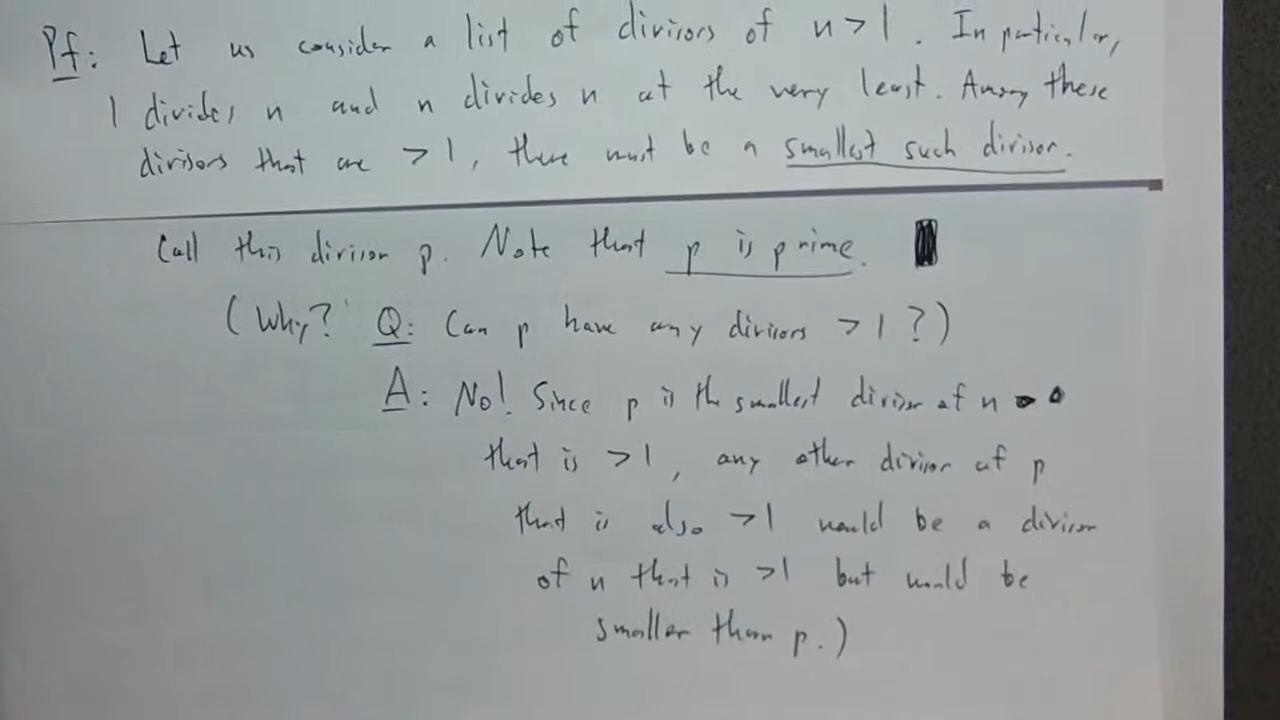 Pf: Let us consider a list of divisors of n > 1. In particular,
1 divides n and n divides n at the very least. Among these
divisors that are > 1, there must be a smallest such divisor.
Call this divisor p. Note that p is prime.
(Why? Q: Can p have any divisors > 1?)
A: No! Since p is the smallest divisor of n
that is > 1, any other divisor of p
that is also > 1 would be a divisor
of n that is > 1 but would be
smaller than p.)